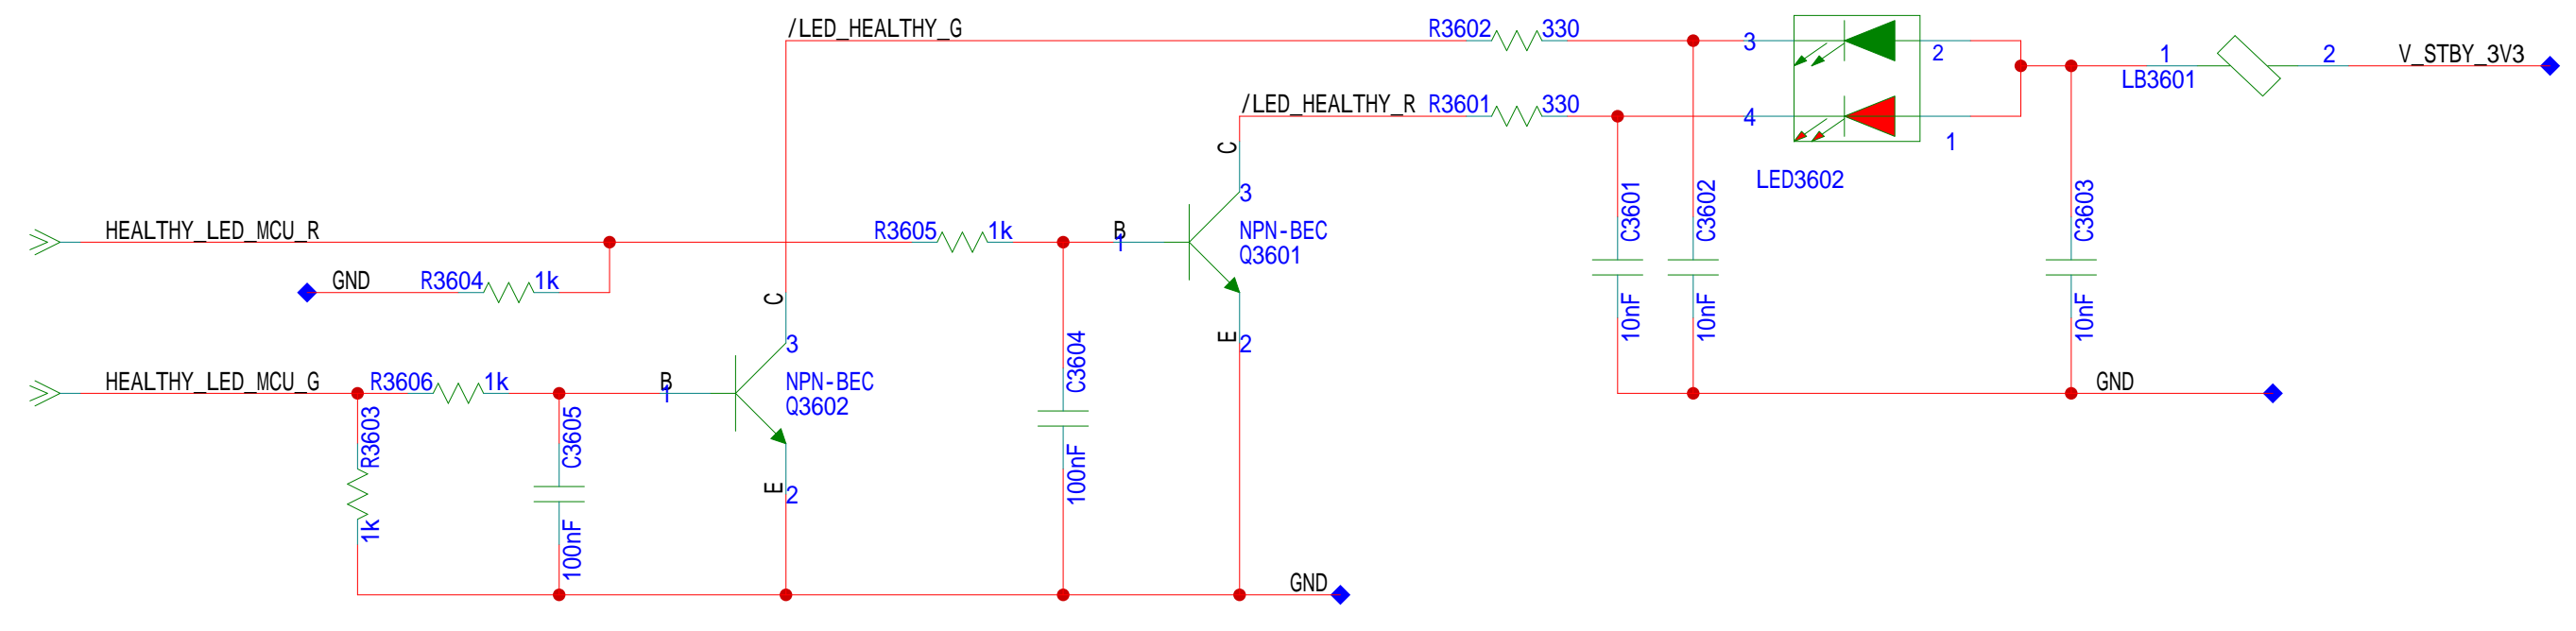 /LED_HEALTHY_G
R3602 330
3
2
1
LB3601
2
V_STBY_3V3
/LED_HEALTHY_R
R3601 330
4
1
LED3602
C
3
NPN-BEC
Q3601
B
1
E
2
HEALTHY_LED_MCU_R
R3605 1k
GND
R3604 1k
C3601
10nF
C3602
10nF
C3603
10nF
GND
HEALTHY_LED_MCU_G
R3606 1k
B
1
C
3
NPN-BEC
Q3602
E
2
R3603
1k
C3605
100nF
C3604
100nF
GND